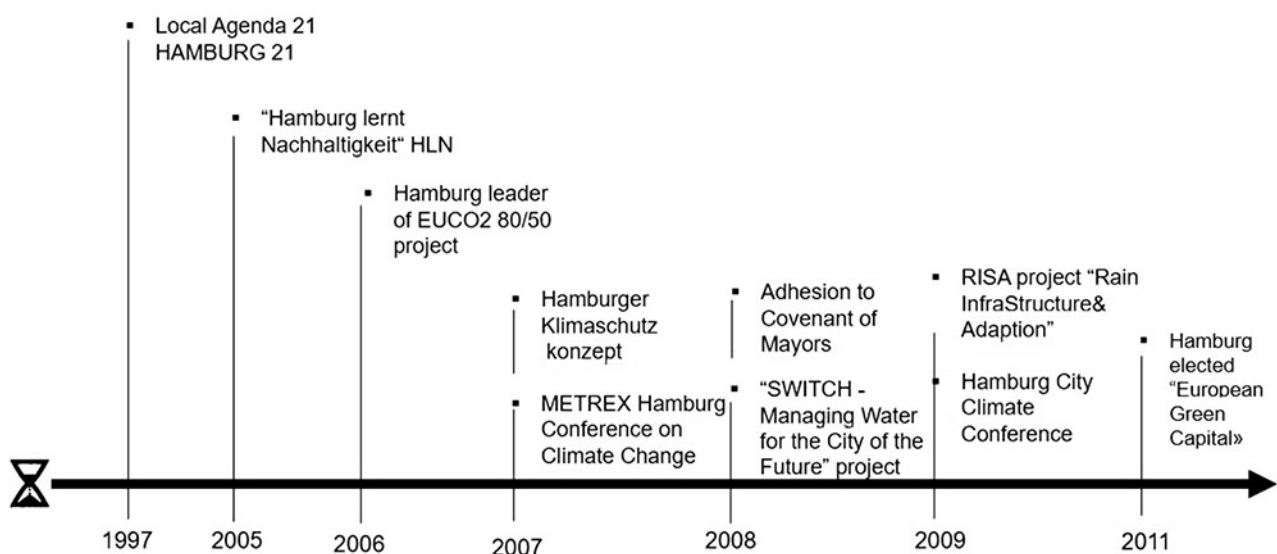 Local Agenda 21
HAMBURG 21
“Hamburg lernt
Nachhaltigkeit“ HLN
Hamburg leader
of EUCO2 80/50
project
Hamburger
Klimaschutz
konzept
METREX Hamburg
Conference on
Climate Change
Adhesion to
Covenant of
Mayors
“SWITCH -
Managing Water
for the City of the
Future” project
RISA project “Rain
InfraStructure&
Adaption”
Hamburg City
Climate
Conference
Hamburg
elected
“European
Green
Capital»
1997
2005
2006
2007
2008
2009
2011